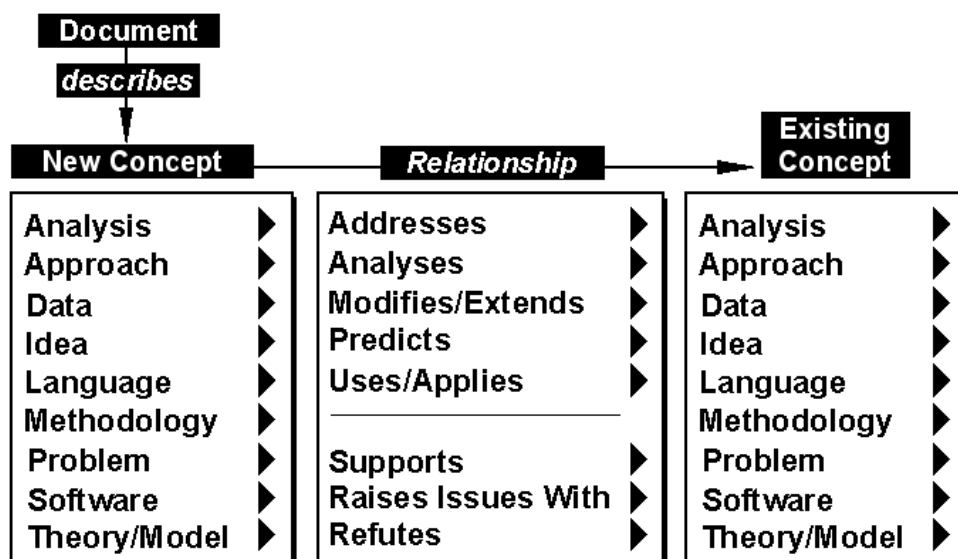 Document
describes
New Concept
Relationship
Existing
Concept
Analysis
Approach
Data
Idea
Language
Methodology
Problem
Software
Theory/Model
Addresses
Analyses
Modifies/Extends
Predicts
Uses/Applies
Supports
Raises Issues With
Refutes
Analysis
Approach
Data
Idea
Language
Methodology
Problem
Software
Theory/Model